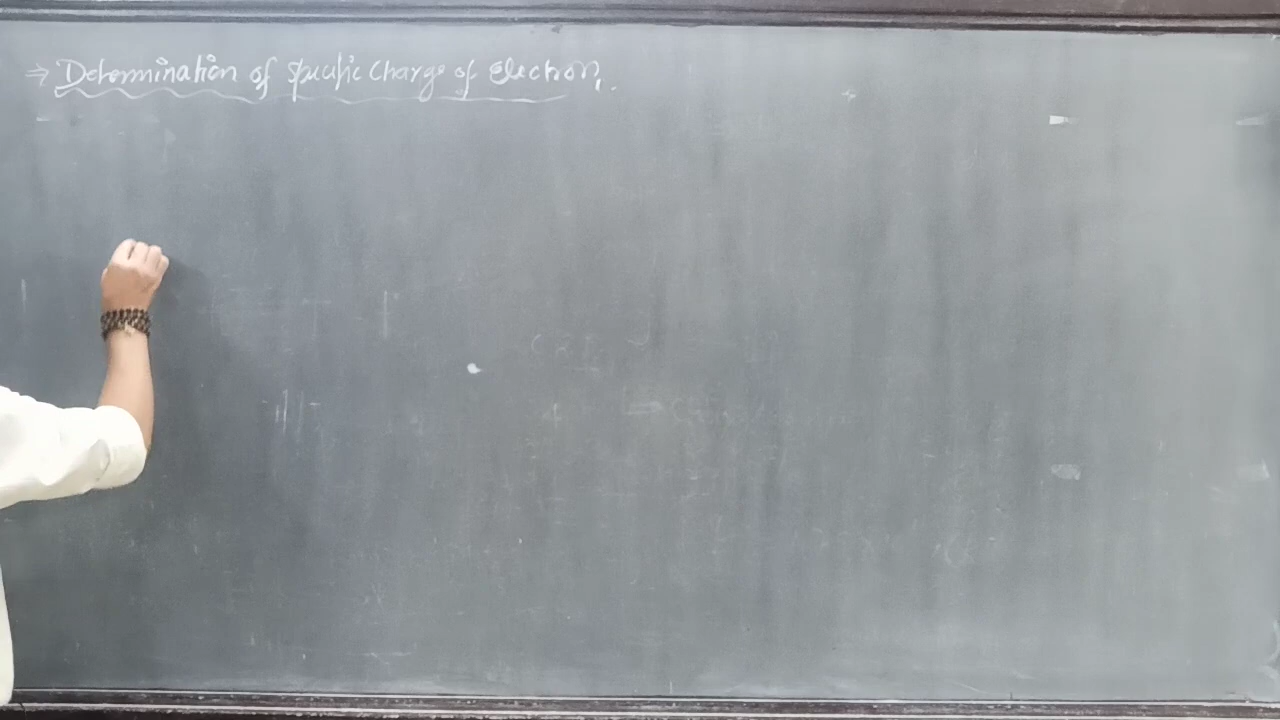 ⇒ Determination of specific Charge of electron.